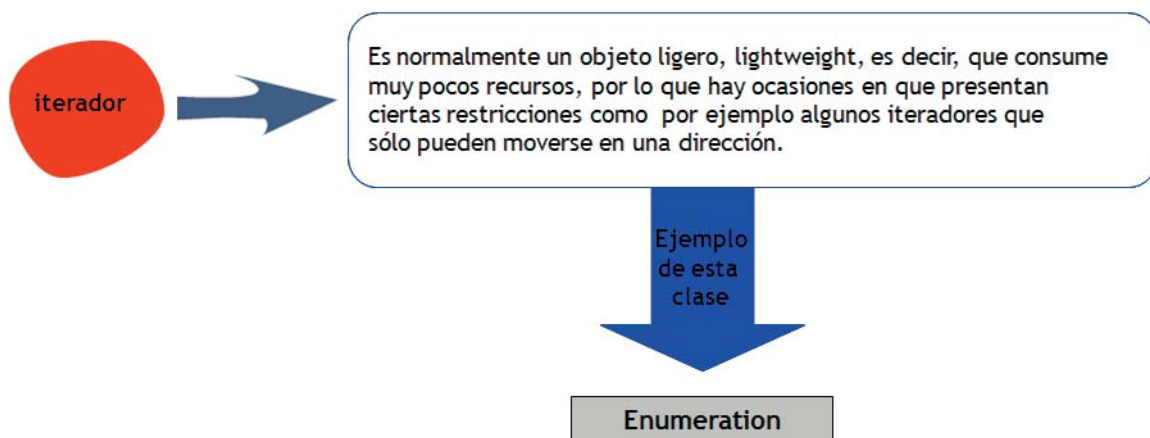 iterador
Es normalmente un objeto ligero, lightweight, es decir, que consume
muy pocos recursos, por lo que hay ocasiones en que presentan
ciertas restricciones como por ejemplo algunos iteradores que
sólo pueden moverse en una dirección.
Ejemplo
de esta
clase
Enumeration